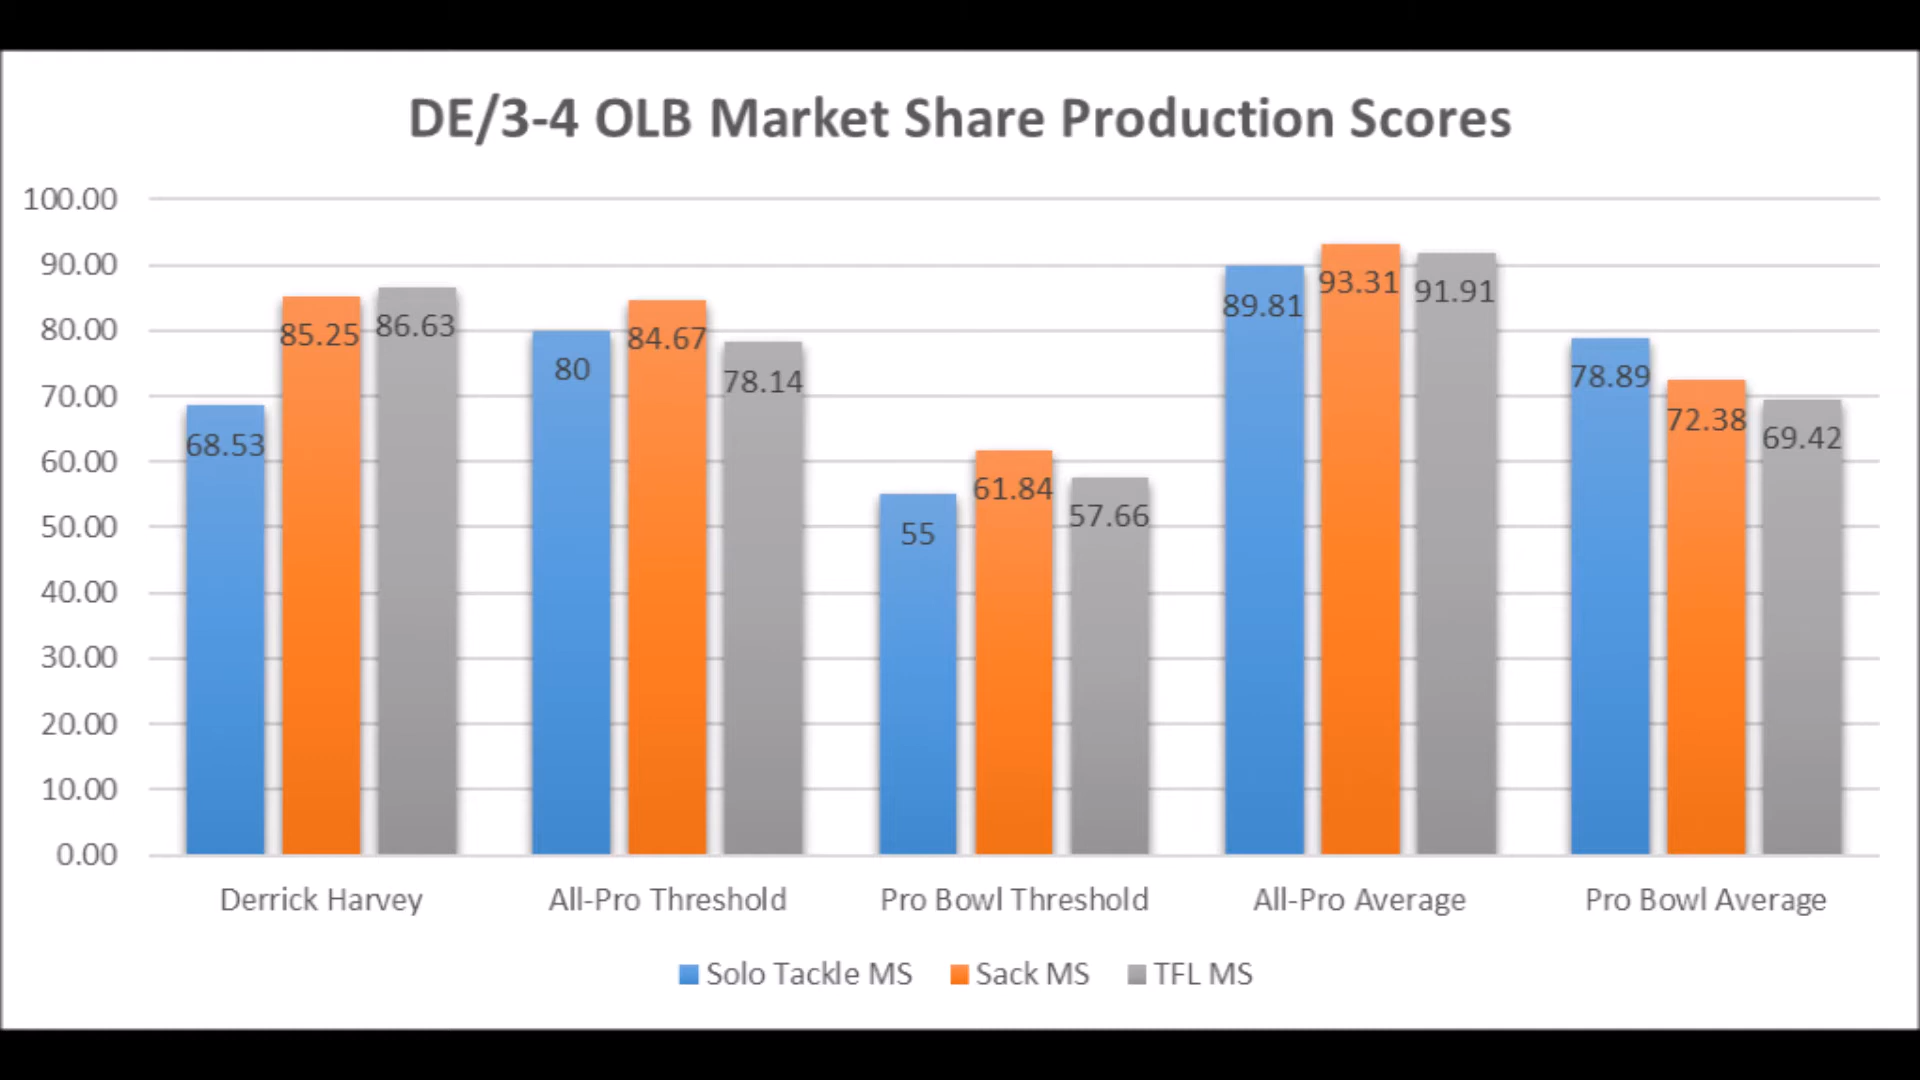 DE/3-4 OLB Market Share Production Scores
100.00
90.00
80.00
70.00
60.00
50.00
40.00
30.00
20.00
10.00
0.00
68.53
85.25
86.63
80
84.67
78.14
55
61.84
57.66
89.81
93.31
91.91
78.89
72.38
69.42
Derrick Harvey
All-Pro Threshold
Pro Bowl Threshold
All-Pro Average
Pro Bowl Average
Solo Tackle MS
Sack MS
TFL MS